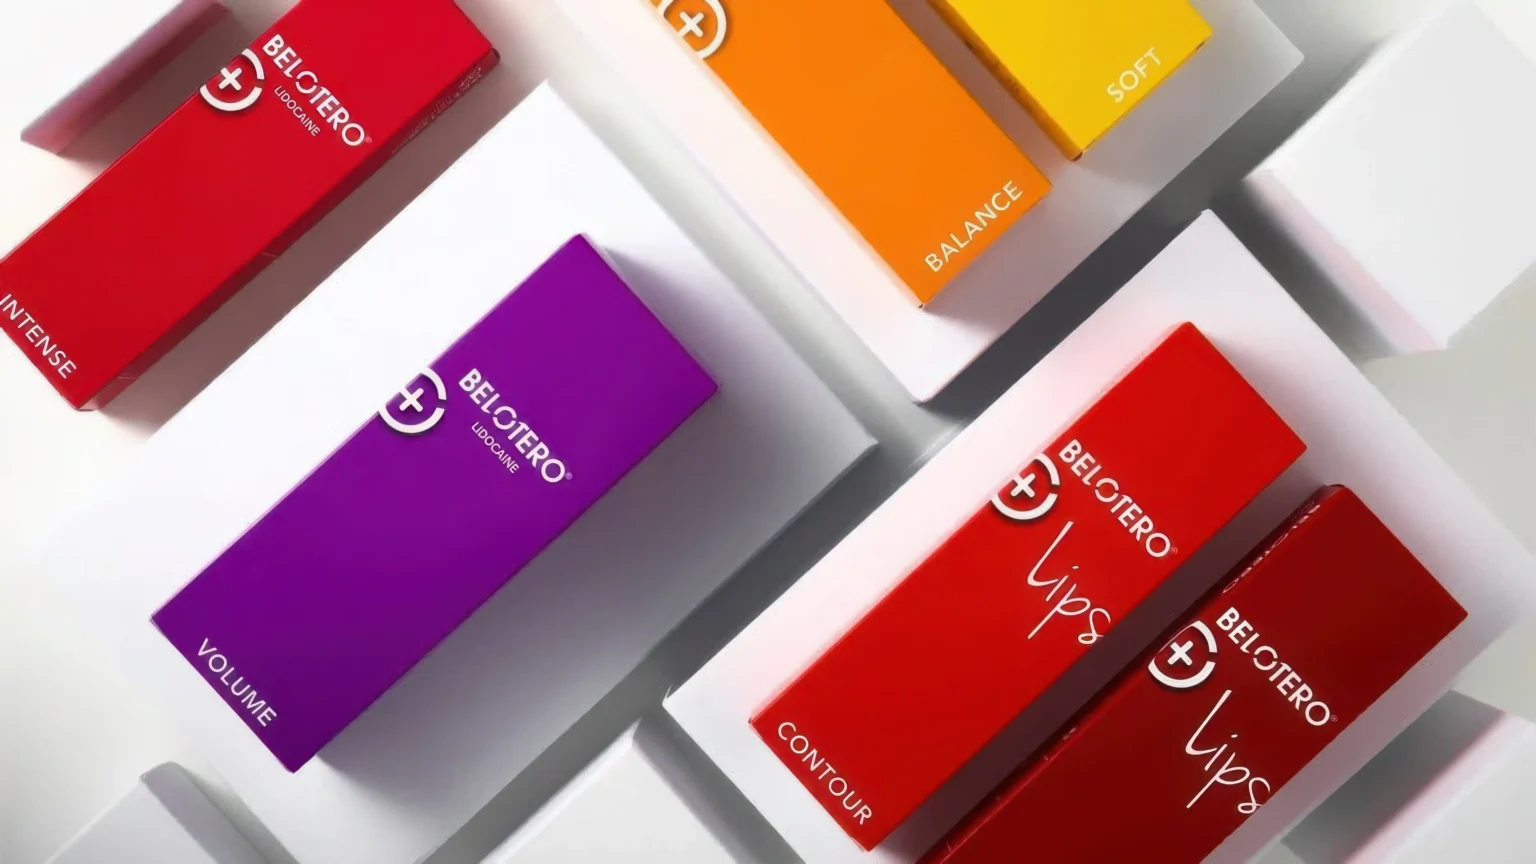 BELOTERO®
LIDOCAINE
INTENSE
BALANCE
SOFT
BELOTERO®
LIDOCAINE
VOLUME
BELOTERO®
Lips
CONTOUR
BELOTERO®
Lips